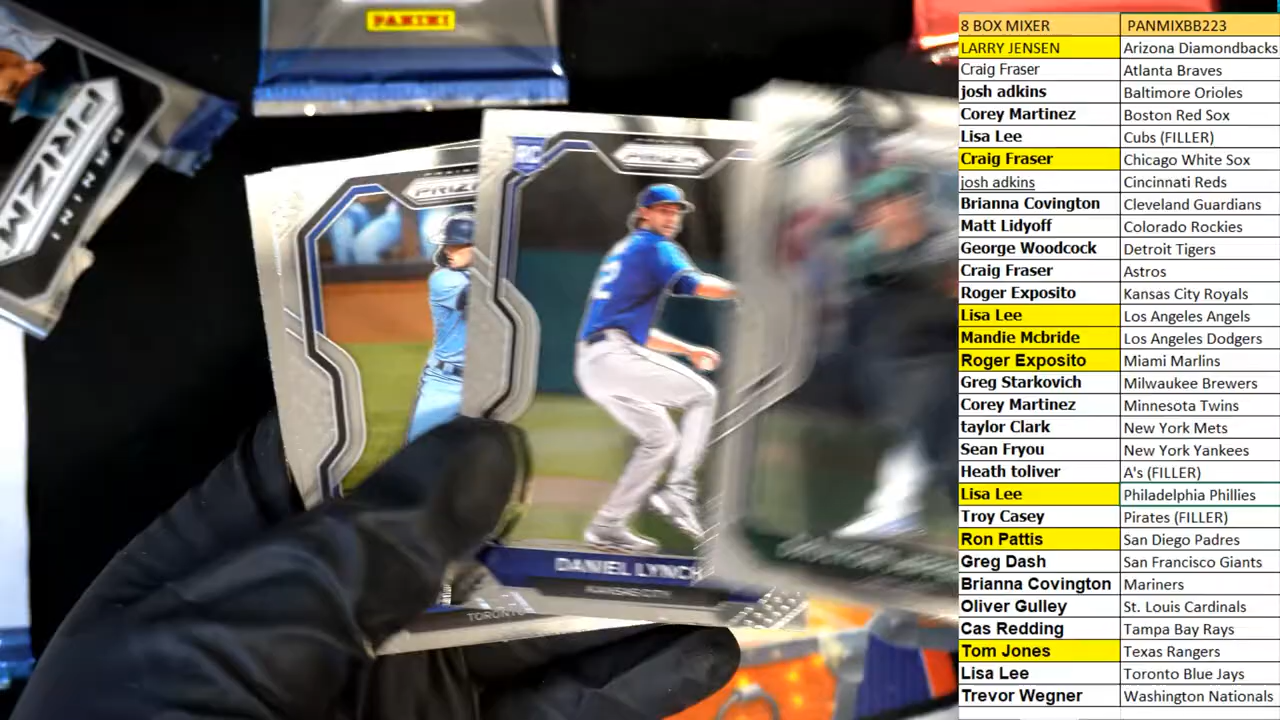 PANINI
PRIZM
PANINI
PRIZM
RC
PRIZM
2
DANIEL LYNCH
KANSAS CITY
TORONTO
8 BOX MIXER PANMIXBB223
LARRY JENSEN Arizona Diamondbacks
Craig Fraser Atlanta Braves
josh adkins Baltimore Orioles
Corey Martinez Boston Red Sox
Lisa Lee Cubs (FILLER)
Craig Fraser Chicago White Sox
josh adkins Cincinnati Reds
Brianna Covington Cleveland Guardians
Matt Lidyoff Colorado Rockies
George Woodcock Detroit Tigers
Craig Fraser Astros
Roger Exposito Kansas City Royals
Lisa Lee Los Angeles Angels
Mandie Mcbride Los Angeles Dodgers
Roger Exposito Miami Marlins
Greg Starkovich Milwaukee Brewers
Corey Martinez Minnesota Twins
taylor Clark New York Mets
Sean Fryou New York Yankees
Heath toliver A's (FILLER)
Lisa Lee Philadelphia Phillies
Troy Casey Pirates (FILLER)
Ron Pattis San Diego Padres
Greg Dash San Francisco Giants
Brianna Covington Mariners
Oliver Gulley St. Louis Cardinals
Cas Redding Tampa Bay Rays
Tom Jones Texas Rangers
Lisa Lee Toronto Blue Jays
Trevor Wegner Washington Nationals